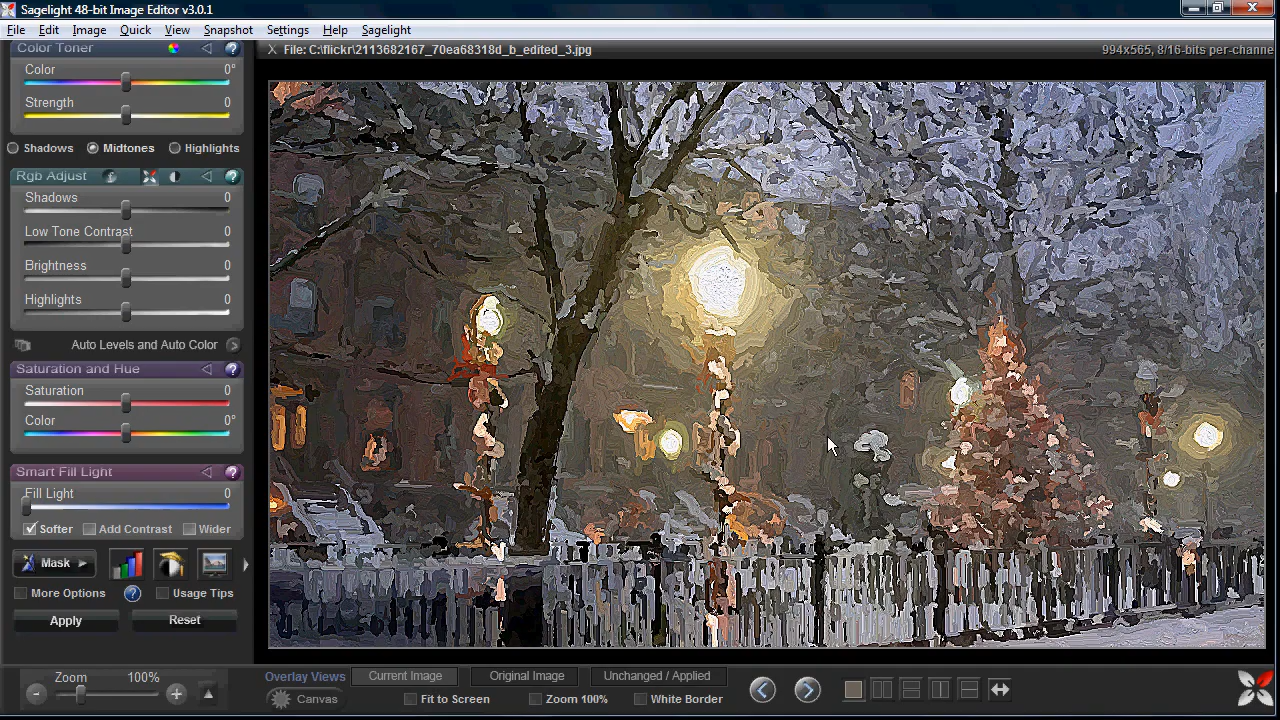 Sagelight 48-bit Image Editor v3.0.1
File Edit Image Quick View Snapshot Settings Help Sagelight
Color Toner ?
X File: C:\flickr\2113682167_70ea68318d_b_edited_3.jpg 994x565, 8/16-bits per-channe
Color 0°
Strength 0
Shadows Midtones Highlights
Rgb Adjust ?
Shadows 0
Low Tone Contrast 0
Brightness 0
Highlights 0
Auto Levels and Auto Color
Saturation and Hue ?
Saturation 0
Color 0°
Smart Fill Light ?
Fill Light 0
Softer Add Contrast Wider
Mask
More Options ? Usage Tips
Apply Reset
Zoom 100%
Overlay Views Current Image Original Image Unchanged / Applied
Canvas Fit to Screen Zoom 100% White Border